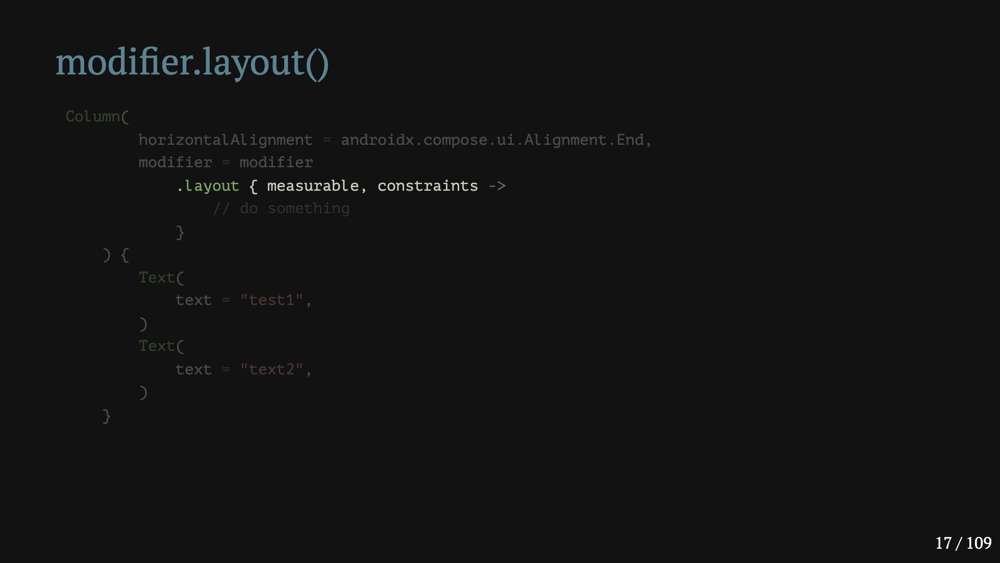 modifier.layout()
Column(
        horizontalAlignment = androidx.compose.ui.Alignment.End,
        modifier = modifier
            .layout { measurable, constraints ->
                // do something
            }
    ) {
        Text(
            text = "test1",
        )
        Text(
            text = "text2",
        )
    }
17 / 109